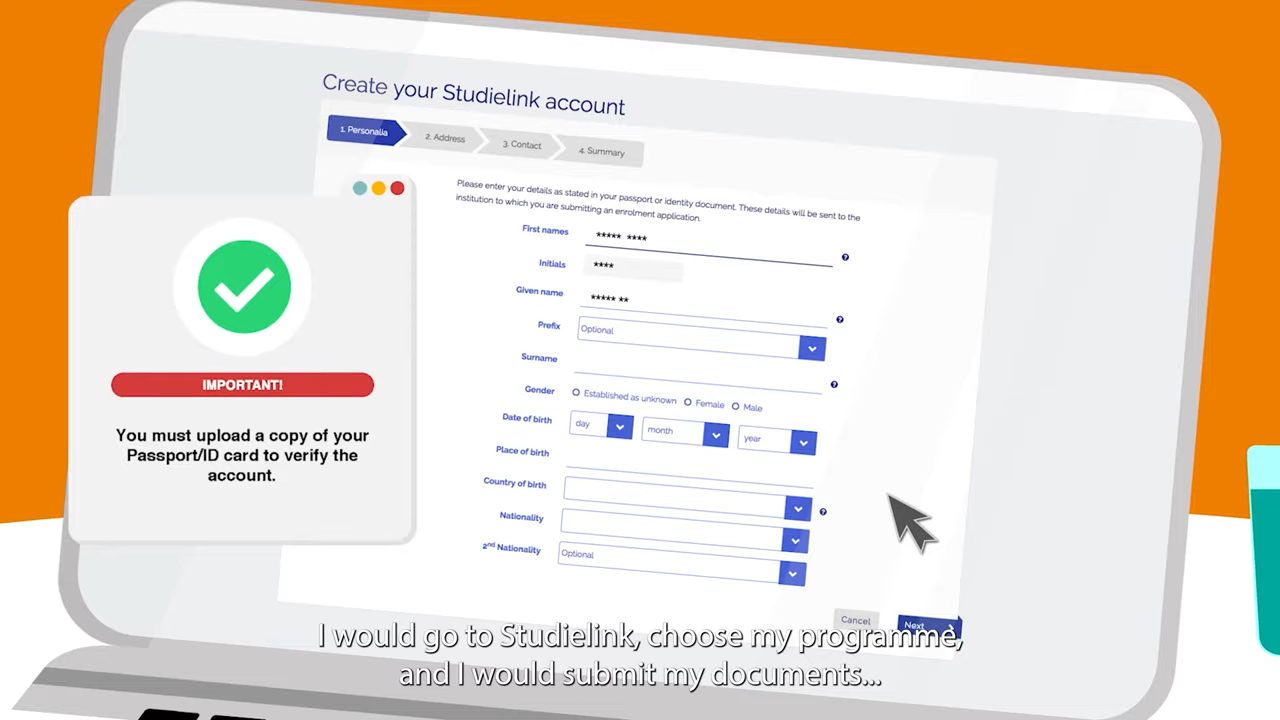 Create your Studielink account
1. Personalia
2. Address
3. Contact
4. Summary
Please enter your details as stated in your passport or identity document. These details will be sent to the
institution to which you are submitting an enrolment application.
First names
***** ****
Initials
****
Given name
***** **
Prefix
Optional
Surname
Gender
Established as unknown
Female
Male
Date of birth
day
month
year
Place of birth
Country of birth
Nationality
2nd Nationality
Optional
Cancel
Next
IMPORTANT!
You must upload a copy of your
Passport/ID card to verify the
account.
I would go to Studielink, choose my programme,
and I would submit my documents...